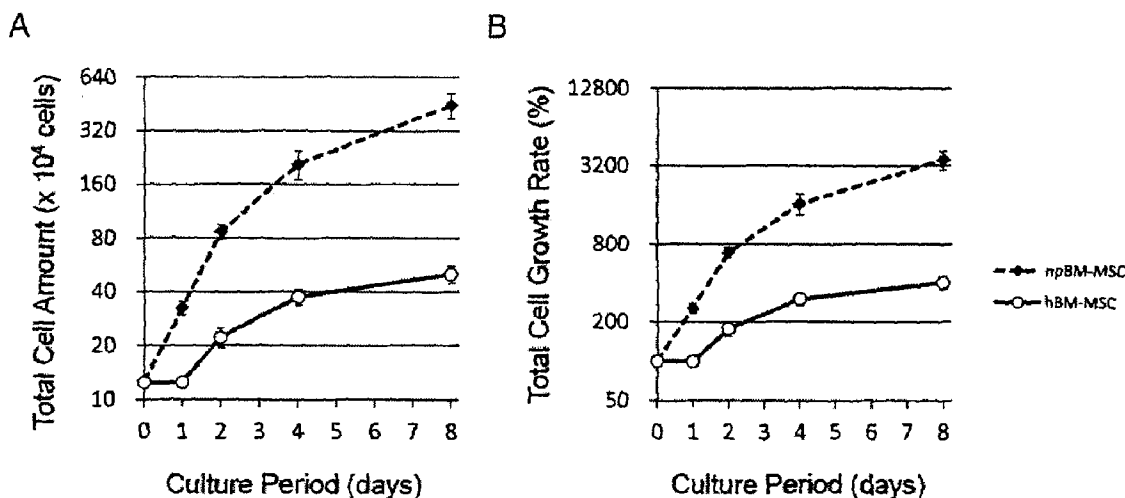 A
Total Cell Amount (x 10⁴ cells)
640
320
160
80
40
20
10
0 1 2 3 4 5 6 7 8
Culture Period (days)
B
Total Cell Growth Rate (%)
12800
3200
800
200
50
0 1 2 3 4 5 6 7 8
Culture Period (days)
npBM-MSC
hBM-MSC